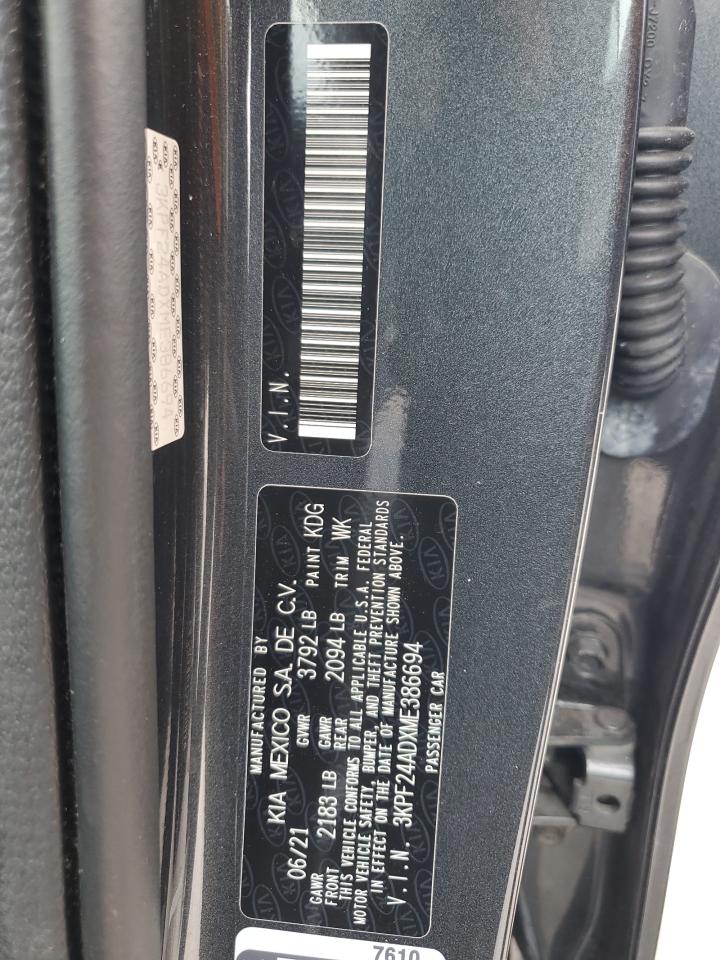 V.I.N.
MANUFACTURED BY
06/21 KIA MEXICO S.A. DE C.V.
GVWR 3792 LB PAINT KDG
GAWR FRONT 2183 LB GAWR REAR 2094 LB TRIM WK
THIS VEHICLE CONFORMS TO ALL APPLICABLE U.S.A. FEDERAL
MOTOR VEHICLE SAFETY, BUMPER, AND THEFT PREVENTION STANDARDS
IN EFFECT ON THE DATE OF MANUFACTURE SHOWN ABOVE.
V.I.N. 3KPF24ADXME386694
PASSENGER CAR
3KPF24ADXME386694
KIA
7610